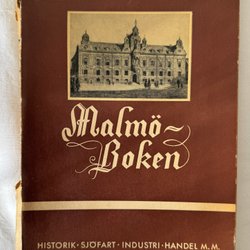 Malmö-
Boken
HISTORIK · SJÖFART · INDUSTRI · HANDEL M.M.